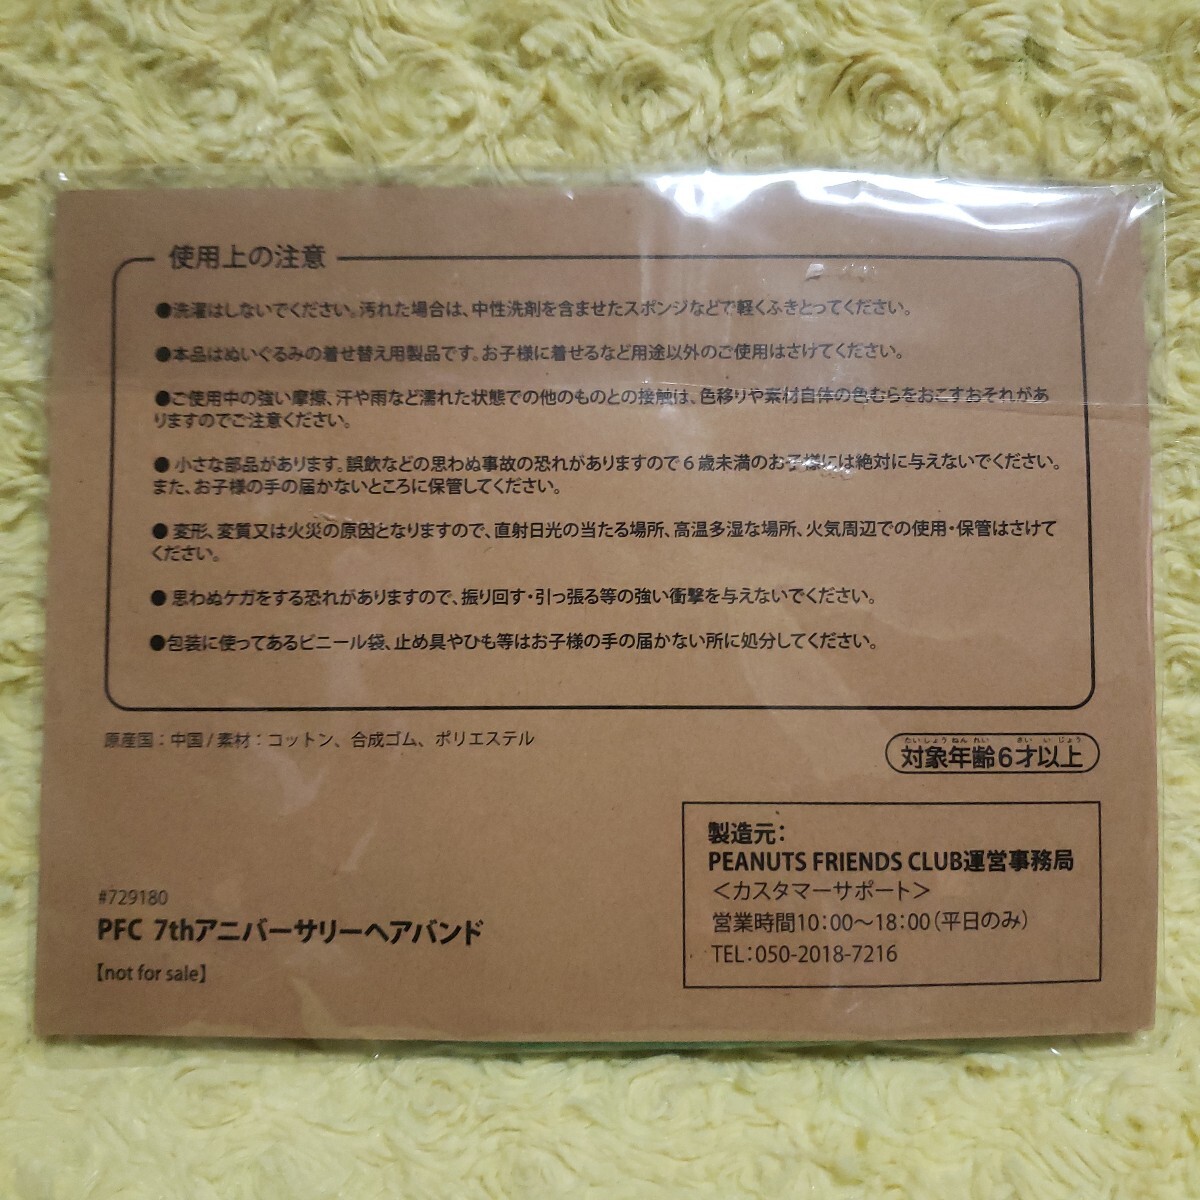 使用上の注意
●洗濯はしないでください。汚れた場合は、中性洗剤を含ませたスポンジなどで軽くふきとってください。
●本品はぬいぐるみの着せ替え用製品です。お子様に着せるなど用途以外のご使用はさけてください。
●ご使用中の強い摩擦、汗や雨など濡れた状態での他のものとの接触は、色移りや素材自体の色むらをおこすおそれがあ
りますのでご注意ください。
● 小さな部品があります。誤飲などの思わぬ事故の恐れがありますので６歳未満のお子様には絶対に与えないでください。
また、お子様の手の届かないところに保管してください。
● 変形、変質又は火災の原因となりますので、直射日光の当たる場所、高温多湿な場所、火気周辺での使用・保管はさけて
ください。
● 思わぬケガをする恐れがありますので、振り回す・引っ張る等の強い衝撃を与えないでください。
●包装に使ってあるビニール袋、止め具やひも等はお子様の手の届かない所に処分してください。
原産国：中国 / 素材：コットン、合成ゴム、ポリエステル
たいしょう ねん れい さい い じょう
対象年齢6才以上
製造元：
PEANUTS FRIENDS CLUB運営事務局
＜カスタマーサポート＞
営業時間10：00〜18：00（平日のみ）
TEL：050-2018-7216
#729180
PFC 7thアニバーサリーヘアバンド
【not for sale】